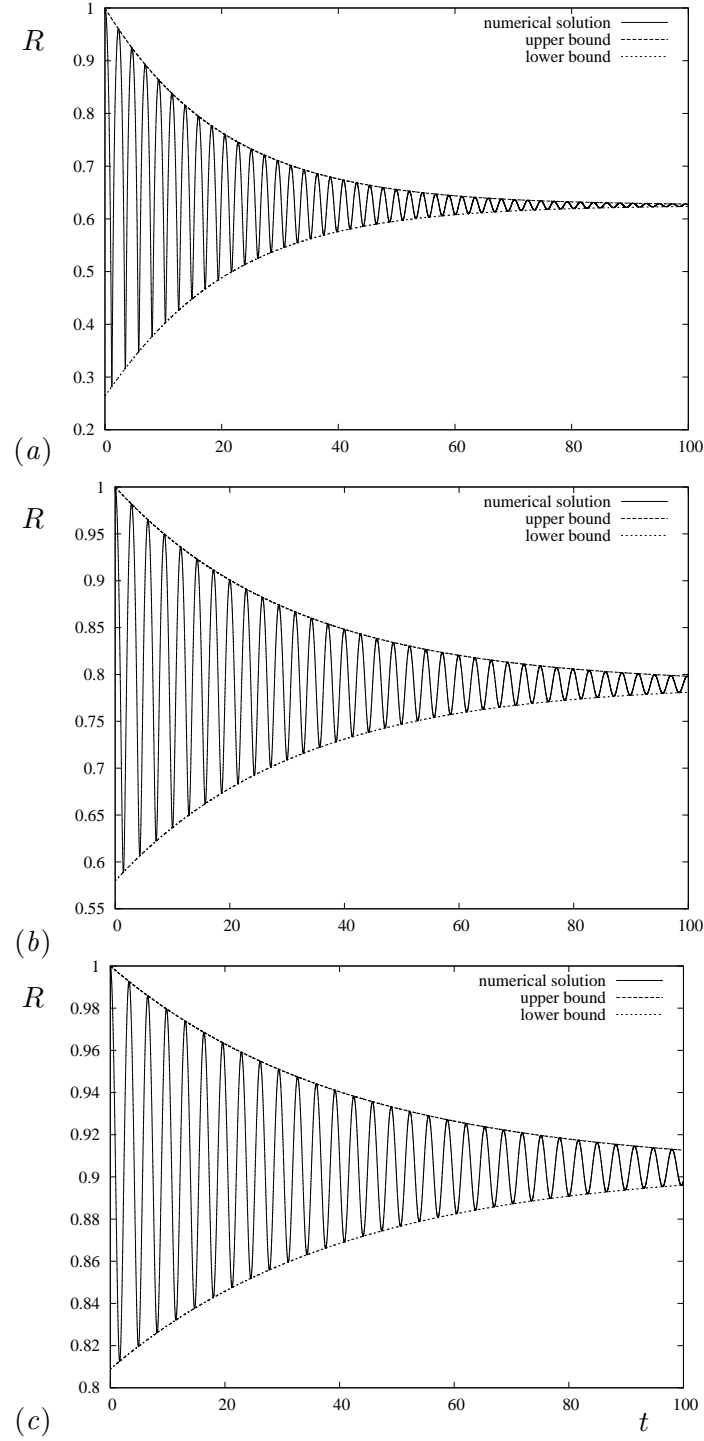 1
R
numerical solution
upper bound
lower bound
0.9
0.8
0.7
0.6
0.5
0.4
0.3
0.2
0 20 40 60 80 100
(a)
1
R
numerical solution
upper bound
lower bound
0.95
0.9
0.85
0.8
0.75
0.7
0.65
0.6
0.55
0 20 40 60 80 100
(b)
1
R
numerical solution
upper bound
lower bound
0.98
0.96
0.94
0.92
0.9
0.88
0.86
0.84
0.82
0.8
0 20 40 60 80 100
(c) t